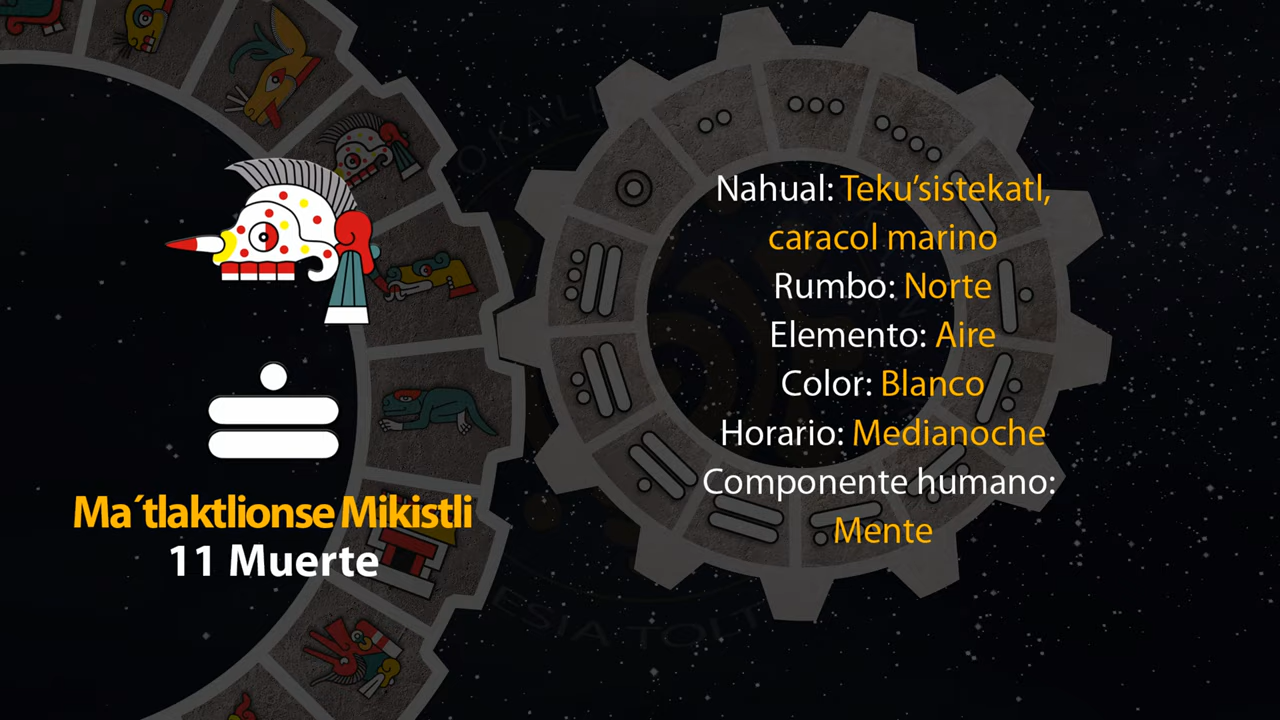 Ma´tlaktlionse Mikistli
11 Muerte
Nahual: Teku’sistekatl,
caracol marino
Rumbo: Norte
Elemento: Aire
Color: Blanco
Horario: Medianoche
Componente humano:
Mente